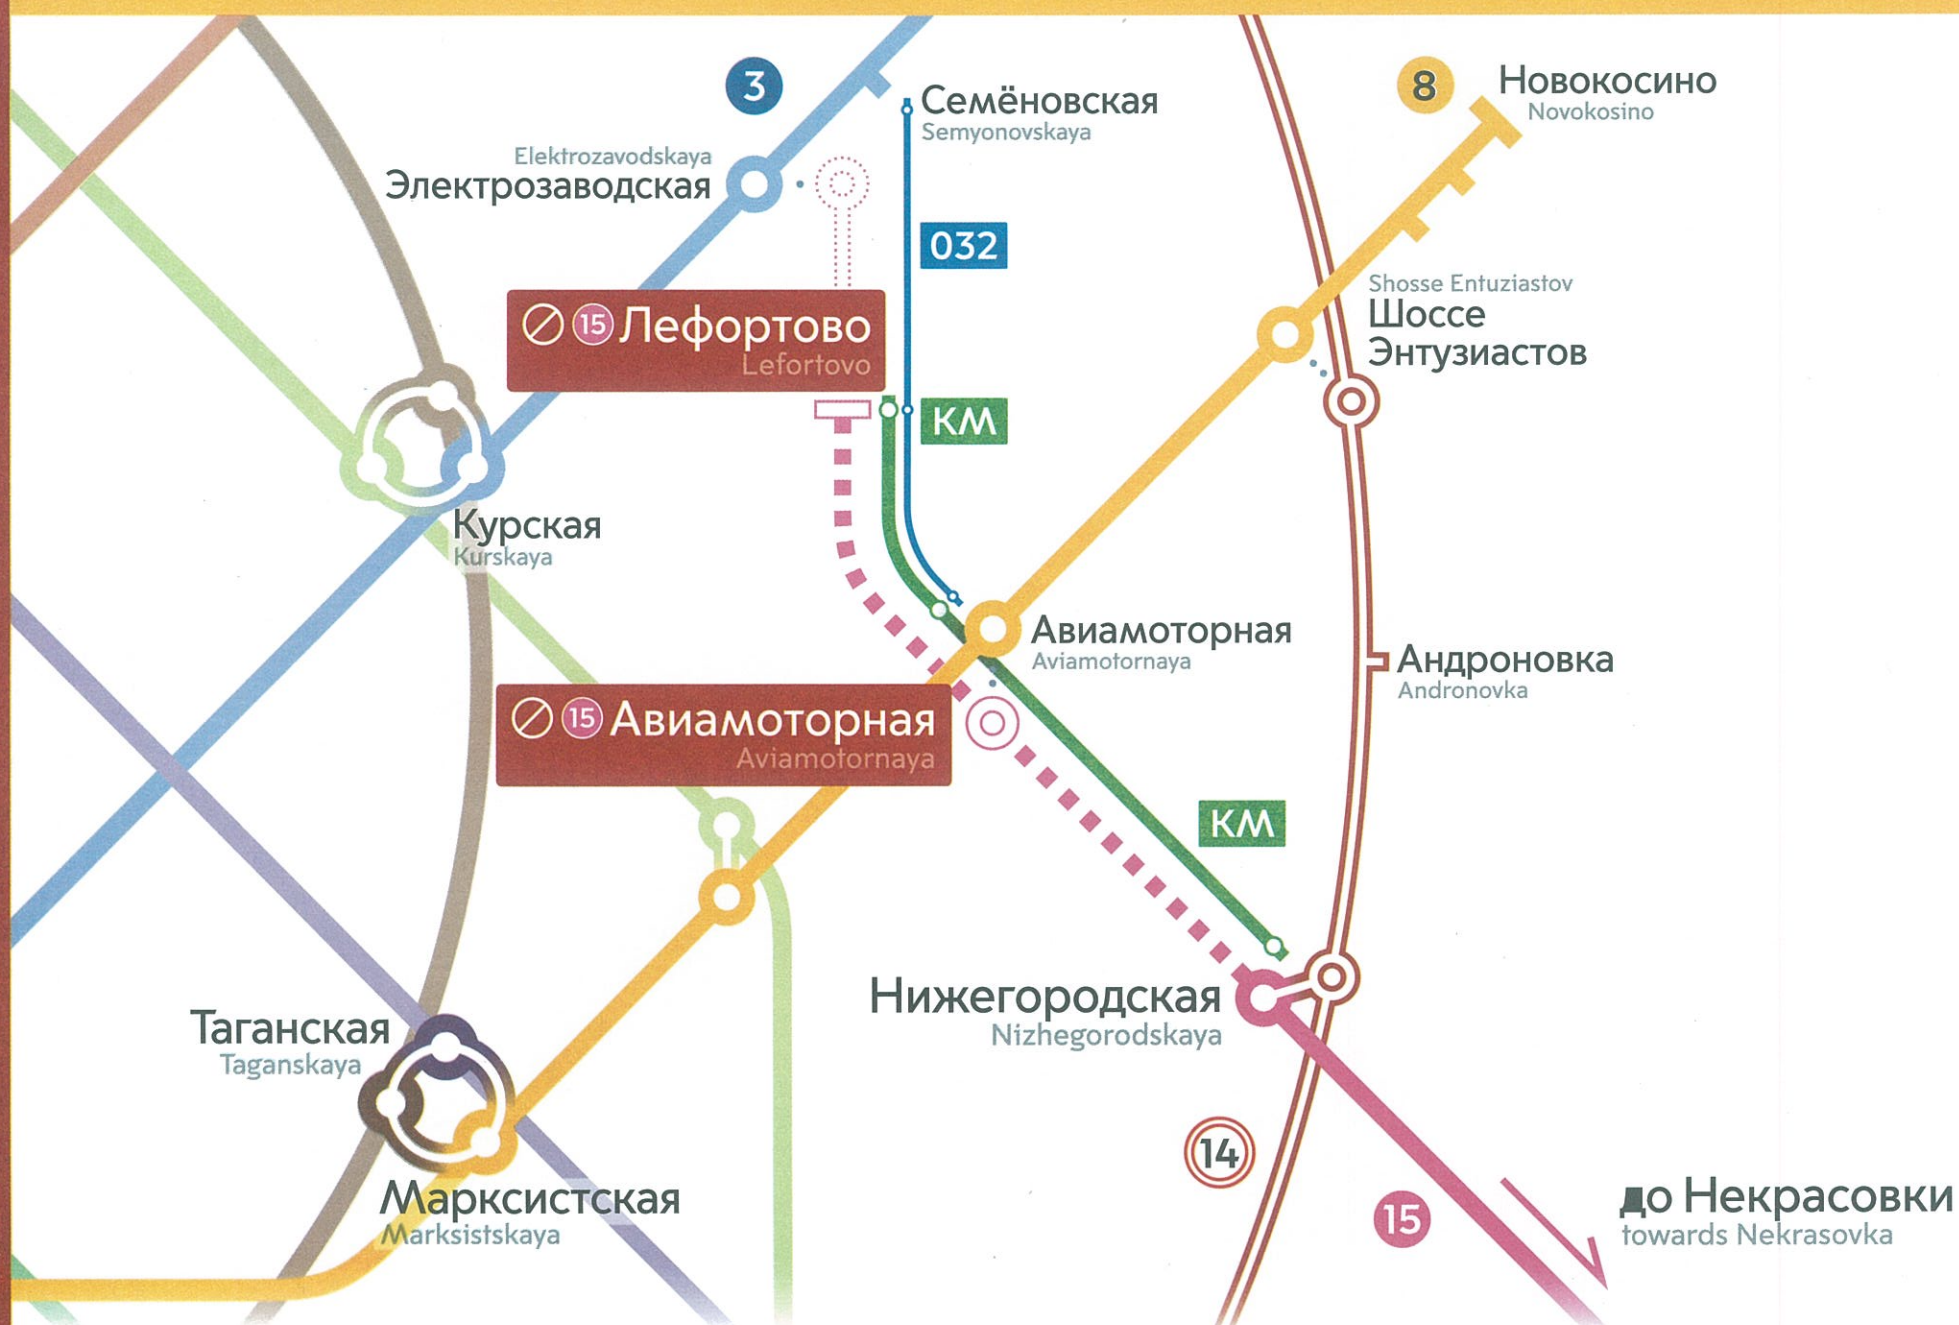 3
Семёновская
Semyonovskaya
8
Новокосино
Novokosino
Elektrozavodskaya
Электрозаводская
032
Shosse Entuziastov
Шоссе
Энтузиастов
15 Лефортово
Lefortovo
КМ
Курская
Kurskaya
Авиамоторная
Aviamotornaya
Андроновка
Andronovka
15 Авиамоторная
Aviamotornaya
КМ
Нижегородская
Nizhegorodskaya
Таганская
Taganskaya
14
Марксистская
Marksistskaya
15
до Некрасовки
towards Nekrasovka